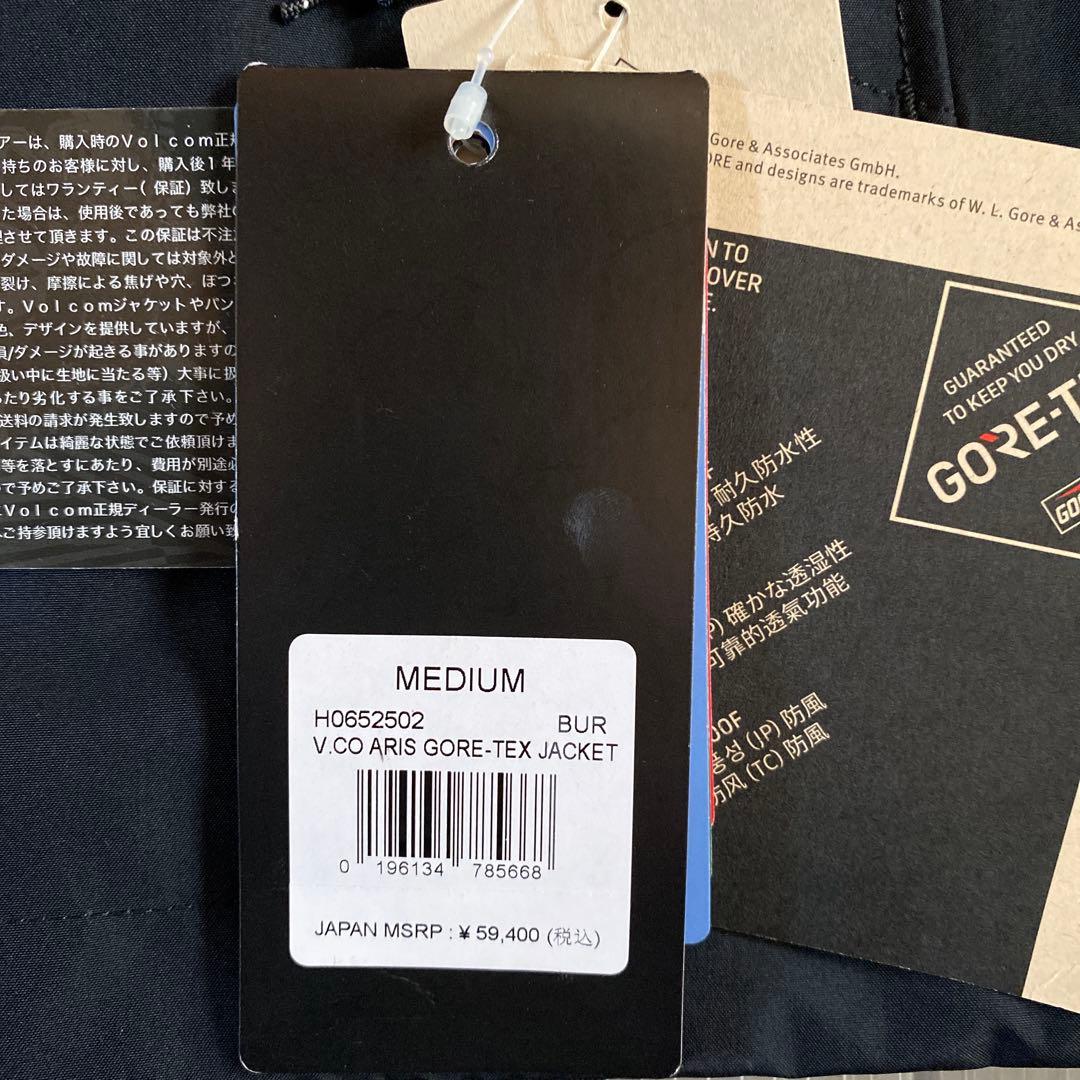 アーは、購入時のVolcom正規
持ちのお客様に対し、購入後1年
してはワランティー(保証)致しま
た場合は、使用後であっても弊社の
させて頂きます。この保証は不注
ダメージや故障に関しては対象外と
裂け、摩擦による焦げや穴、ほつ
す。Volcomジャケットやパン
色、デザインを提供していますが、
員/ダメージが起きる事がありますの
扱い中に生地に当たる等)大事に扱
ったり劣化する事をご了承下さい。
送料の請求が発生致しますので予め
イテムは綺麗な状態でご依頼頂けま
等を落とすにあたり、費用が別途必
ので予めご了承下さい。保証に対する
Volcom正規ディーラー発行の
ご持参頂けますよう宜しくお願い致
MEDIUM
H0652502 BUR
V.CO ARIS GORE-TEX JACKET
0 196134 785668
JAPAN MSRP : ¥ 59,400 (税込)
Gore & Associates GmbH.
ORE and designs are trademarks of W. L. Gore & As
N TO
OVER
E.
GUARANTEED
TO KEEP YOU DRY
GORE-T
GO
F
耐久防水性
持久防水
P) 確かな透湿性
可靠的透氣功能
OOF
풍성 (JP) 防風
防风 (TC) 防風